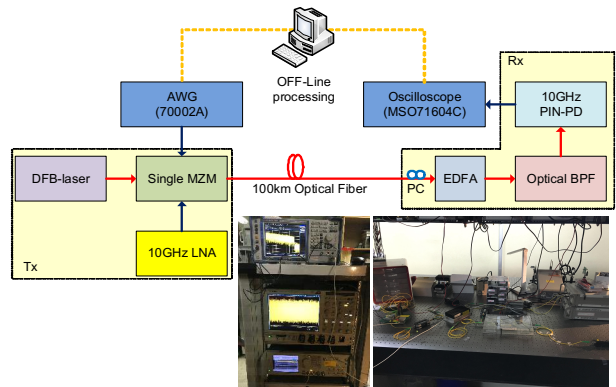 OFF-Line
processing
Rx
AWG
(70002A)
Oscilloscope
(MSO71604C)
10GHz
PIN-PD
DFB-laser
Single MZM
100km Optical Fiber
PC
EDFA
Optical BPF
10GHz LNA
Tx